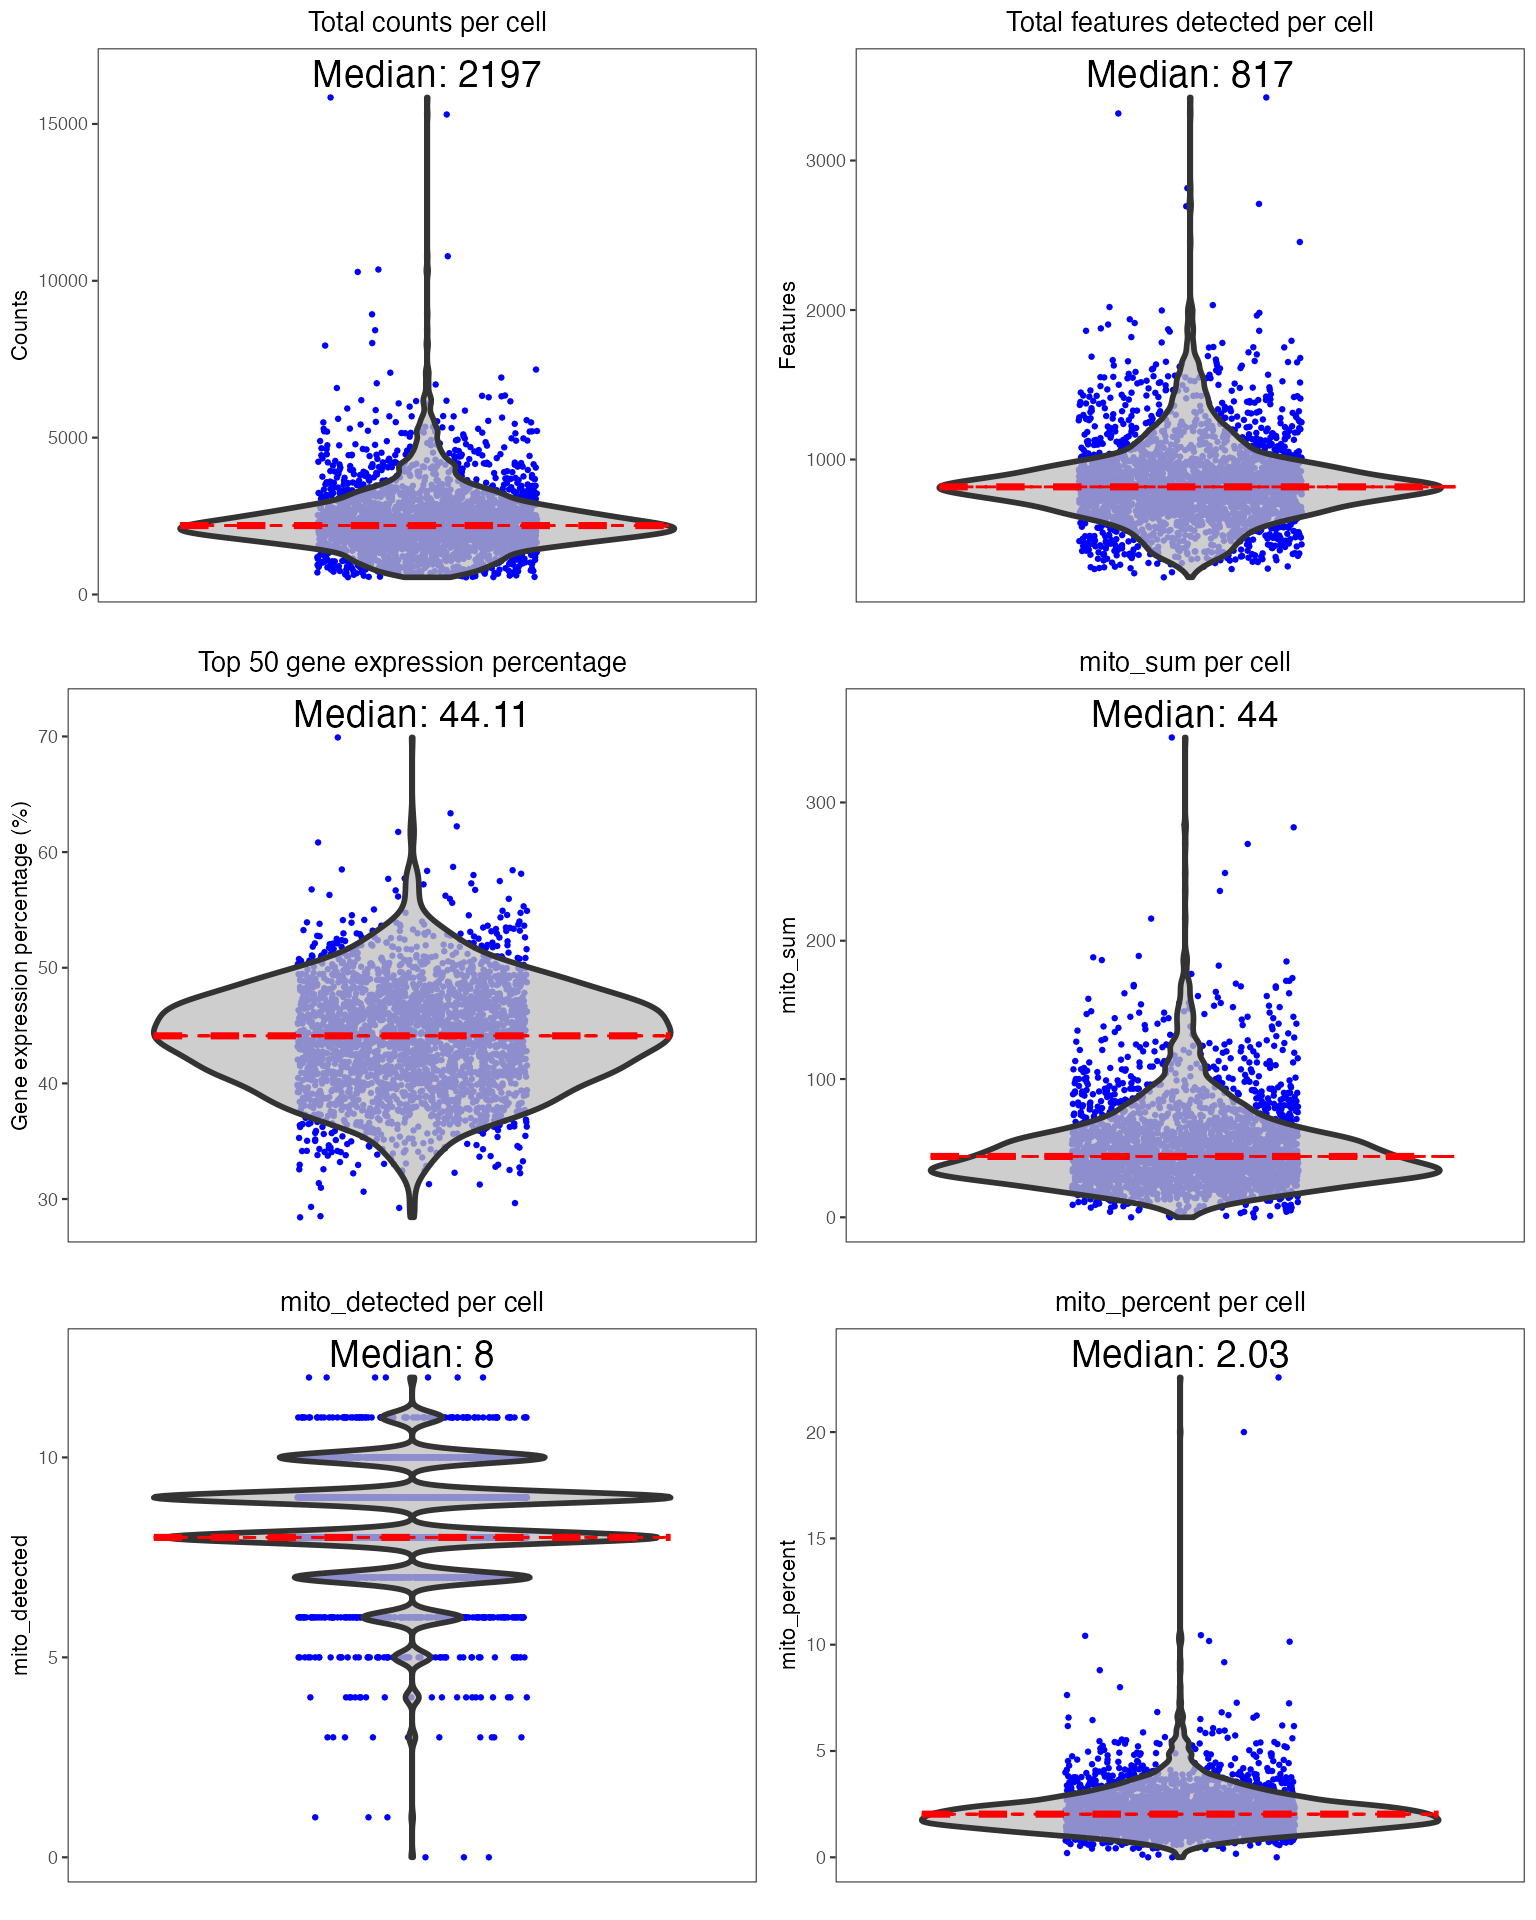 Total counts per cell
Median: 2197
15000
10000
5000
0
Counts
Total features detected per cell
Median: 817
3000
2000
1000
Features
Top 50 gene expression percentage
Median: 44.11
70
60
50
40
30
Gene expression percentage (%)
mito_sum per cell
Median: 44
300
200
100
0
mito_sum
mito_detected per cell
Median: 8
10
5
0
mito_detected
mito_percent per cell
Median: 2.03
20
15
10
5
0
mito_percent